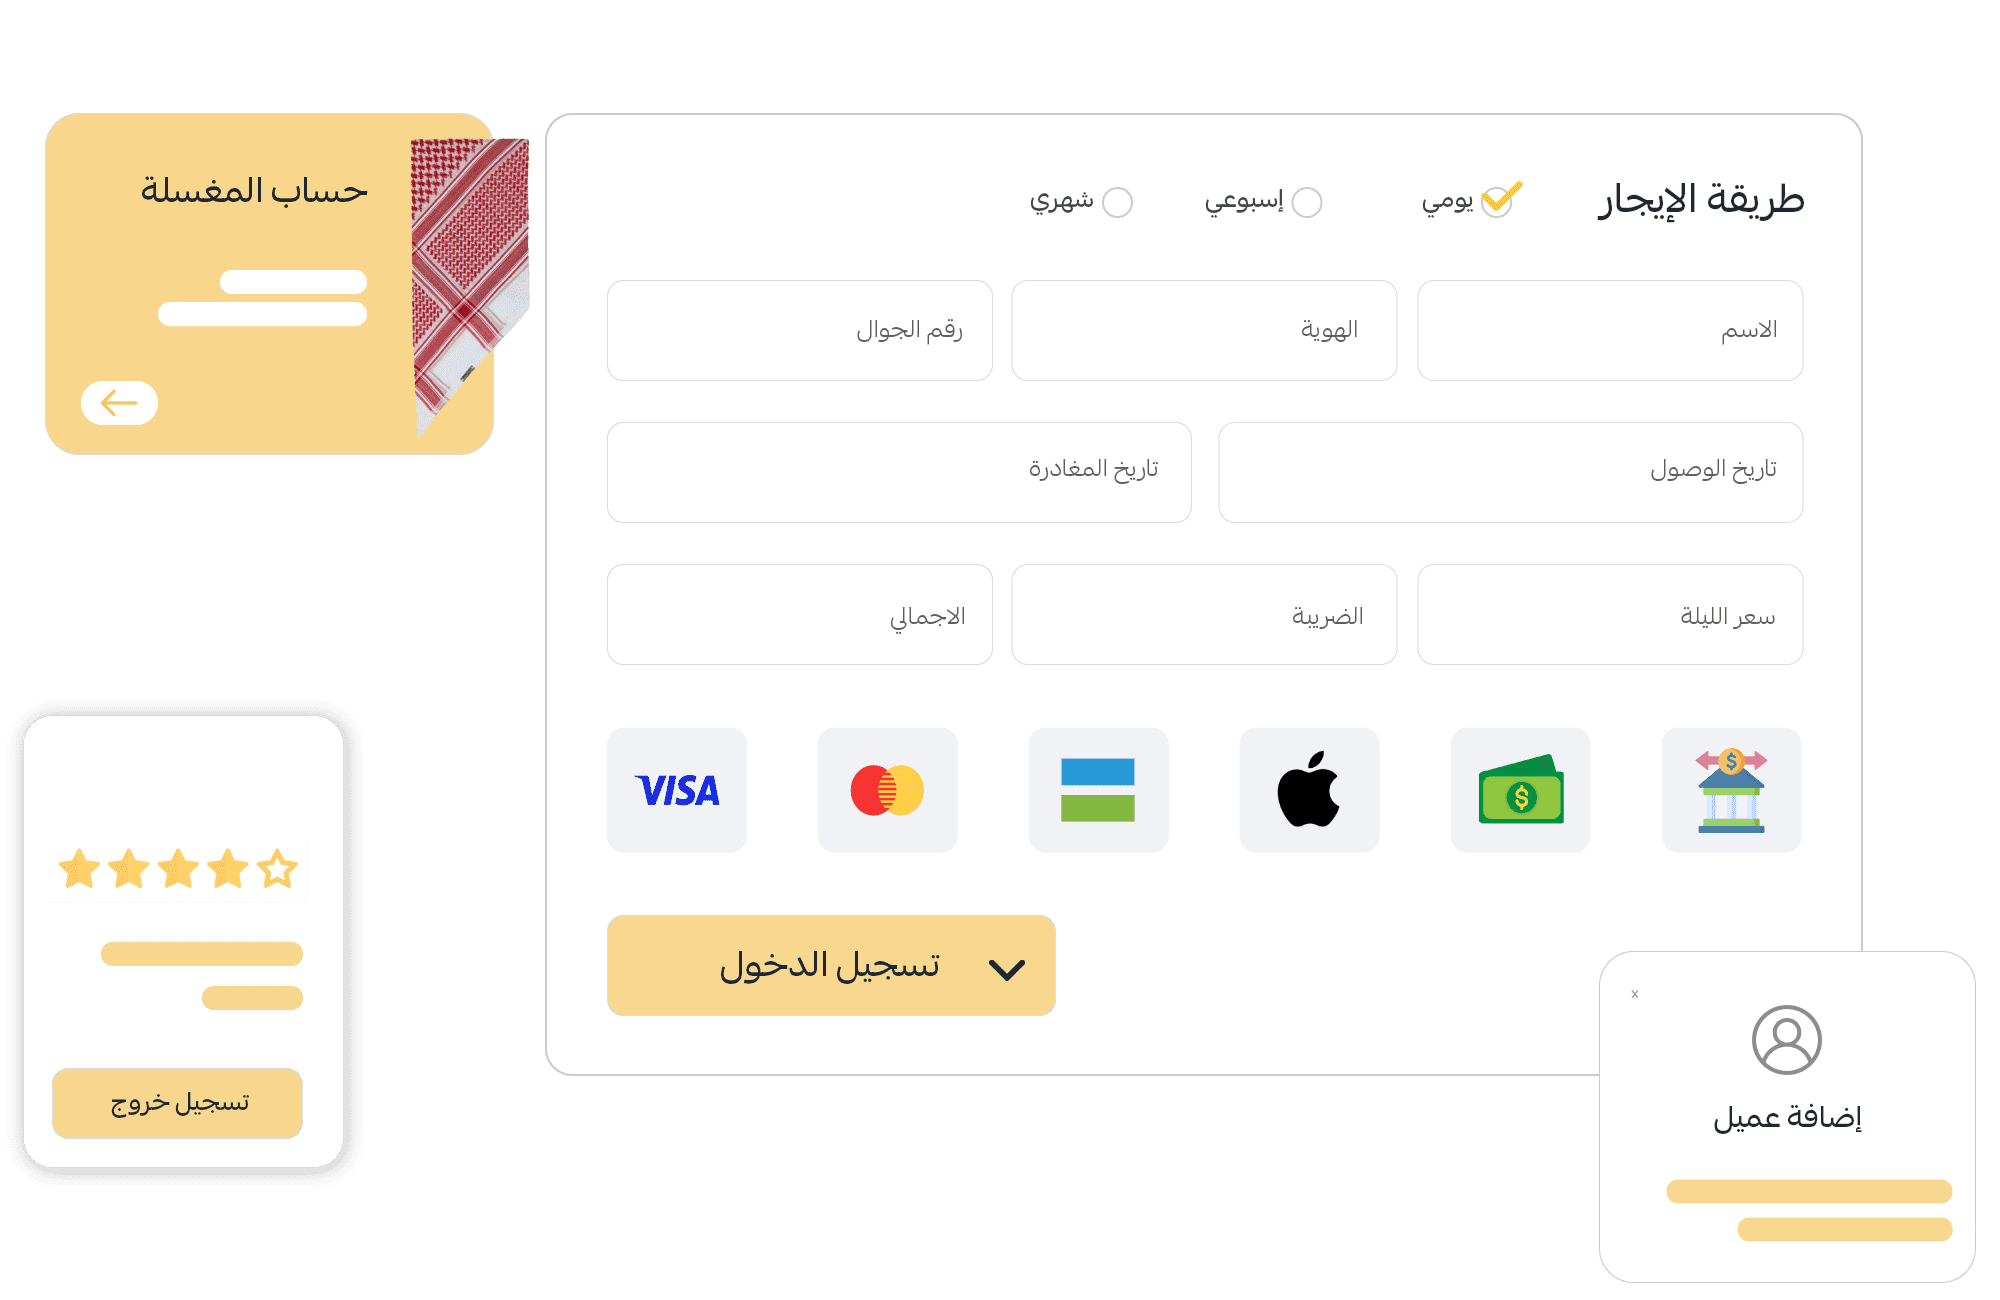 طريقة الإيجار
يومي
إسبوعي
شهري
الاسم
الهوية
رقم الجوال
تاريخ الوصول
تاريخ المغادرة
سعر الليلة
الضريبة
الاجمالي
VISA
تسجيل الدخول
حساب المغسلة
تسجيل خروج
x
إضافة عميل